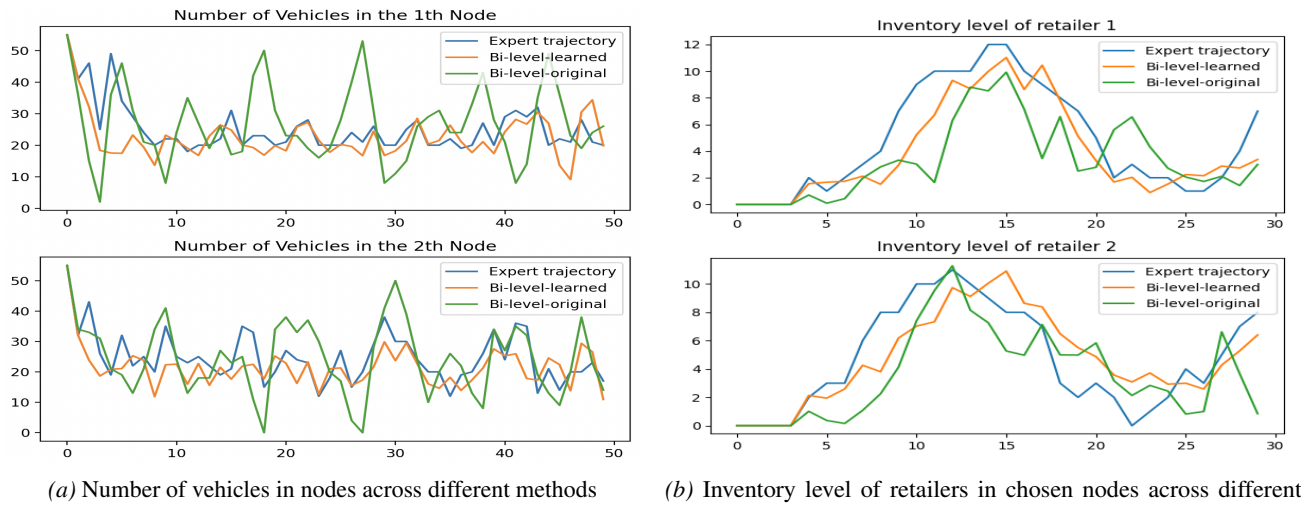 Number of Vehicles in the 1th Node
Expert trajectory
Bi-level-learned
Bi-level-original
50
40
30
20
10
0
0 10 20 30 40 50
Number of Vehicles in the 2th Node
Expert trajectory
Bi-level-learned
Bi-level-original
50
40
30
20
10
0
0 10 20 30 40 50
(a) Number of vehicles in nodes across different methods
Inventory level of retailer 1
Expert trajectory
Bi-level-learned
Bi-level-original
12
10
8
6
4
2
0
0 5 10 15 20 25 30
Inventory level of retailer 2
Expert trajectory
Bi-level-learned
Bi-level-original
10
8
6
4
2
0
0 5 10 15 20 25 30
(b) Inventory level of retailers in chosen nodes across different